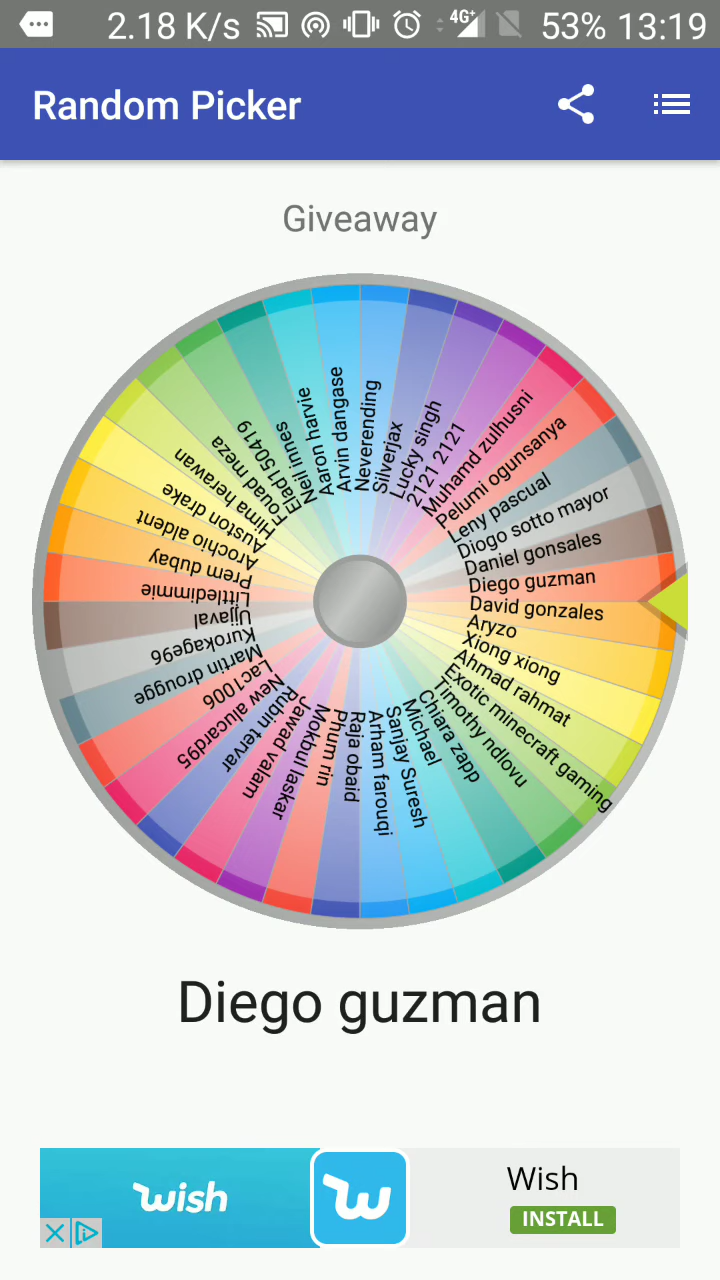 2.18 K/s 4G+ 53% 13:19
Random Picker
Giveaway
Neverending
Silverjax
Lucky singh
2121 2121
Muhamd zulhusni
Pelumi ogunsanya
Leny pascual
Diogo sotto mayor
Daniel gonsales
Diego guzman
David gonzales
Aryzo
Xiong xiong
Ahmad rahmat
Exotic minecraft gaming
Timothy ndlovu
Chiara zapp
Michael
Sanjay Suresh
Arham farouqi
Raja obaid
Phum rin
Mokbul laskar
Jawad valam
Rubin tervar
New alucard95
Lac1006
Martin drougge
Kurokage96
Ujjaval
Littledimmie
Prem dubay
Arochio aldent
Auston drake
Hima herawan
Fouad meza
Elad150419
Neil innes
Aaron harvie
Arvin dangase
Diego guzman
wish
Wish
INSTALL